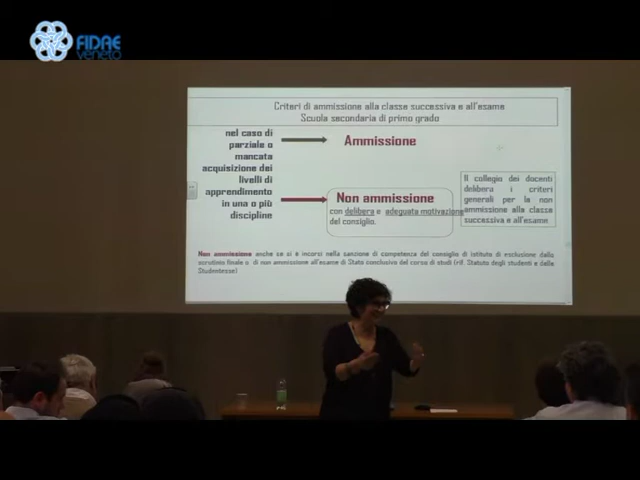 FIDAE
veneto
Criteri di ammissione alla classe successiva e all'esame
Scuola secondaria di primo grado
nel caso di
parziale o
mancata
acquisizione dei
livelli di
apprendimento
in una o più
discipline
Ammissione
Non ammissione
con delibera e adeguata motivazione
del consiglio.
Il collegio dei docenti
delibera i criteri
generali per la non
ammissione alla classe
successiva e all'esame
Non ammissione anche se si è incorsi nella sanzione di competenza del consiglio di istituto di esclusione dallo
scrutinio finale o di non ammissione all'esame di Stato conclusivo del corso di studi (rif. Statuto degli studenti e delle
Studentesse)